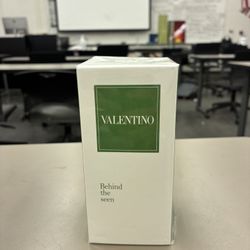 VALENTINO
Behind
the
seen